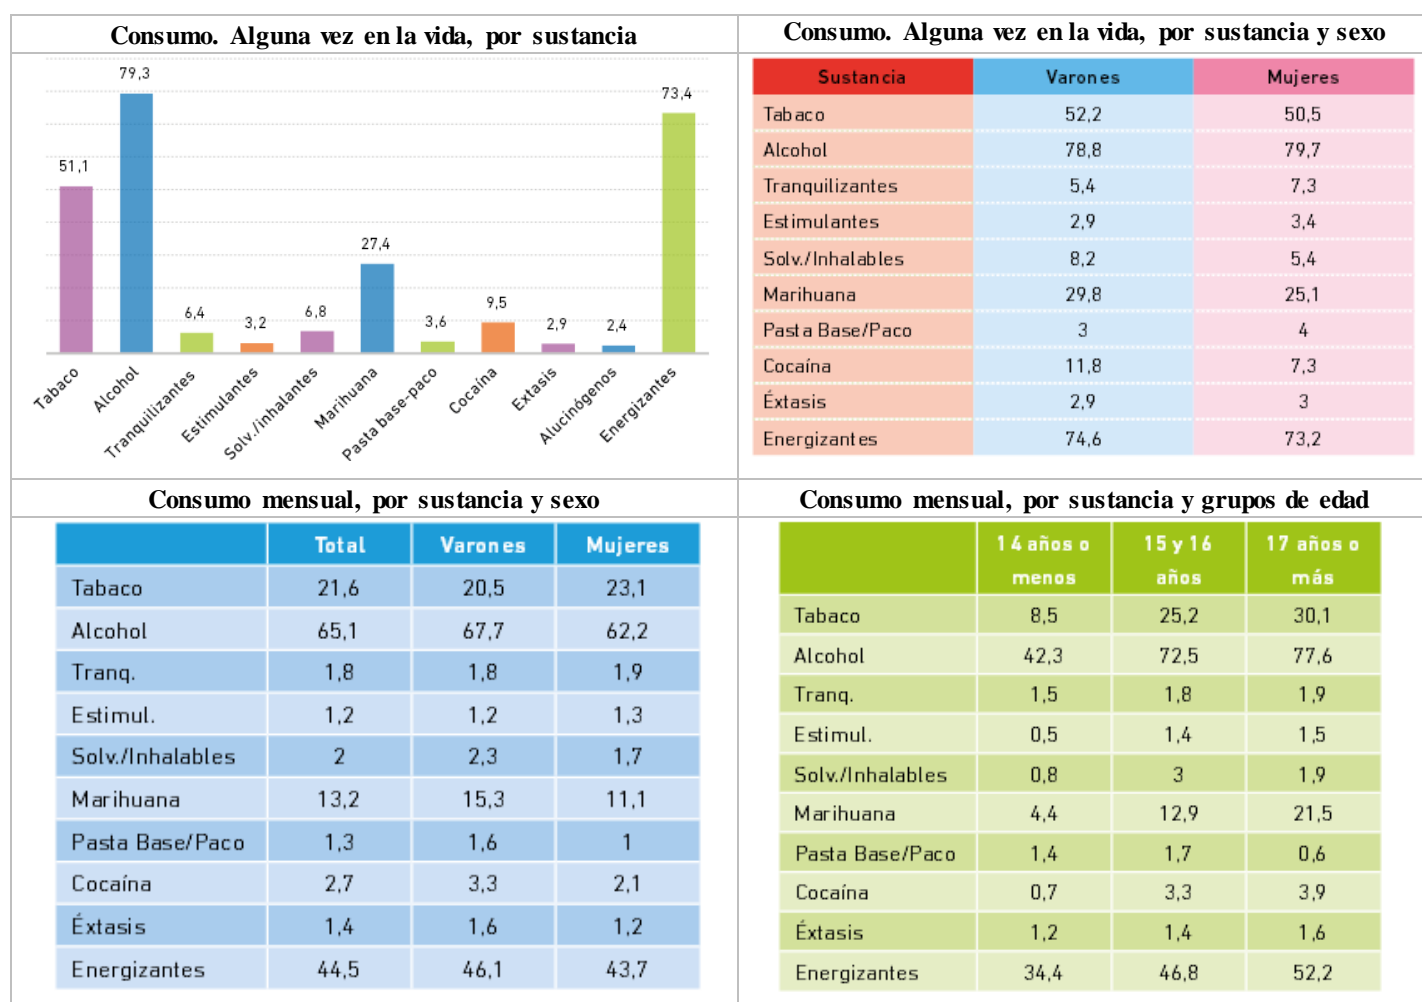 Consumo. Alguna vez en la vida, por sustancia
79,3
73,4
51,1
27,4
6,4
3,2
6,8
3,6
9,5
2,9
2,4
Tabaco
Alcohol
Tranquilizantes
Estimulantes
Solv./inhalantes
Marihuana
Pasta base-paco
Cocaina
Extasis
Alucinógenos
Energizantes
Consumo. Alguna vez en la vida, por sustancia y sexo
Sustancia Varones Mujeres
Tabaco 52,2 50,5
Alcohol 78,8 79,7
Tranquilizantes 5,4 7,3
Estimulantes 2,9 3,4
Solv./Inhalables 8,2 5,4
Marihuana 29,8 25,1
Pasta Base/Paco 3 4
Cocaína 11,8 7,3
Éxtasis 2,9 3
Energizantes 74,6 73,2
Consumo mensual, por sustancia y sexo
Total Varones Mujeres
Tabaco 21,6 20,5 23,1
Alcohol 65,1 67,7 62,2
Tranq. 1,8 1,8 1,9
Estimul. 1,2 1,2 1,3
Solv./Inhalables 2 2,3 1,7
Marihuana 13,2 15,3 11,1
Pasta Base/Paco 1,3 1,6 1
Cocaína 2,7 3,3 2,1
Éxtasis 1,4 1,6 1,2
Energizantes 44,5 46,1 43,7
Consumo mensual, por sustancia y grupos de edad
14 años o 15 y 16 17 años o
menos años más
Tabaco 8,5 25,2 30,1
Alcohol 42,3 72,5 77,6
Tranq. 1,5 1,8 1,9
Estimul. 0,5 1,4 1,5
Solv./Inhalables 0,8 3 1,9
Marihuana 4,4 12,9 21,5
Pasta Base/Paco 1,4 1,7 0,6
Cocaína 0,7 3,3 3,9
Éxtasis 1,2 1,4 1,6
Energizantes 34,4 46,8 52,2